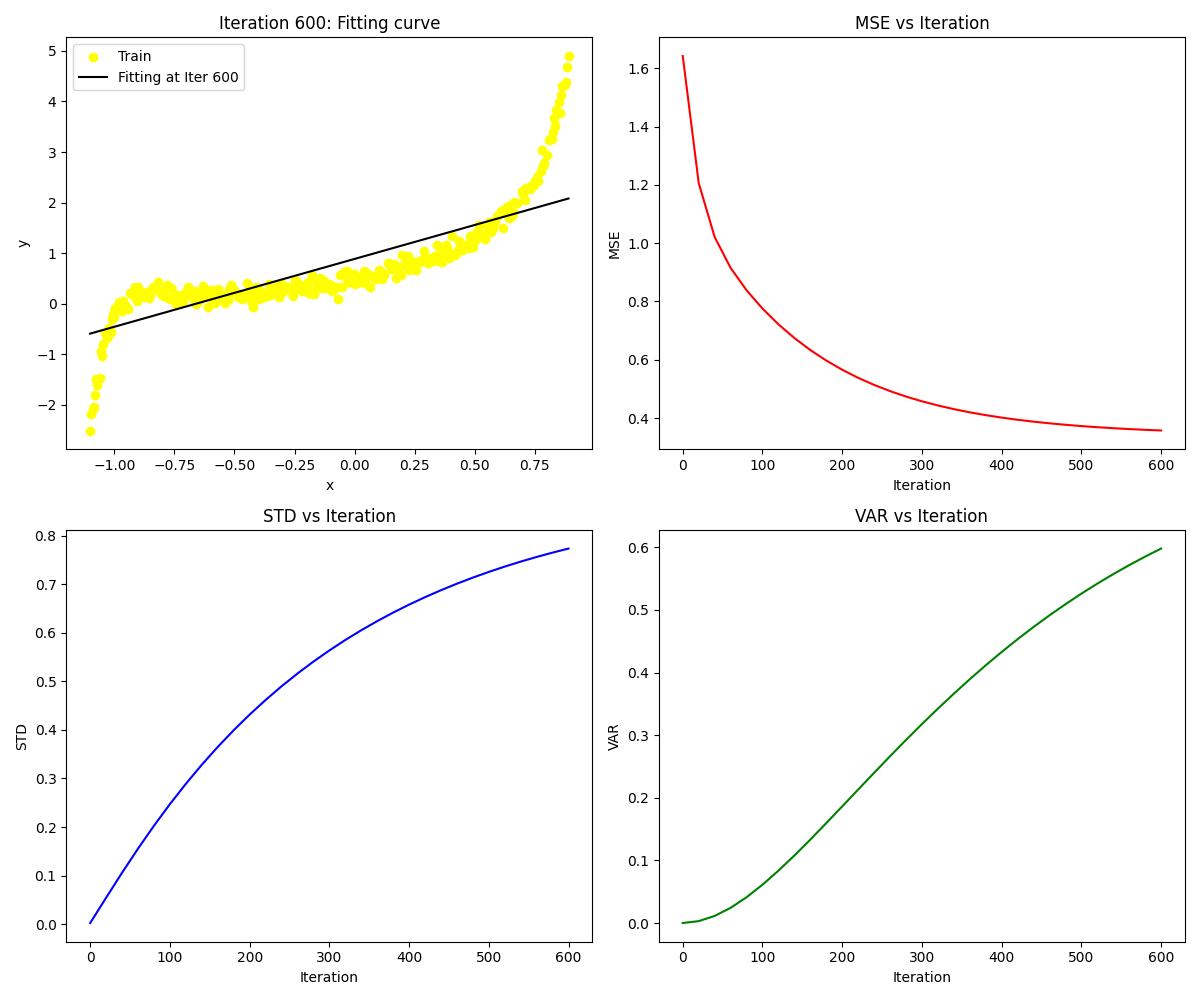 Iteration 600: Fitting curve
Train
Fitting at Iter 600
5
4
3
2
1
0
−1
−2
y
−1.00 −0.75 −0.50 −0.25 0.00 0.25 0.50 0.75
x
MSE vs Iteration
1.6
1.4
1.2
1.0
0.8
0.6
0.4
MSE
0 100 200 300 400 500 600
Iteration
STD vs Iteration
0.8
0.7
0.6
0.5
0.4
0.3
0.2
0.1
0.0
STD
0 100 200 300 400 500 600
Iteration
VAR vs Iteration
0.6
0.5
0.4
0.3
0.2
0.1
0.0
VAR
0 100 200 300 400 500 600
Iteration